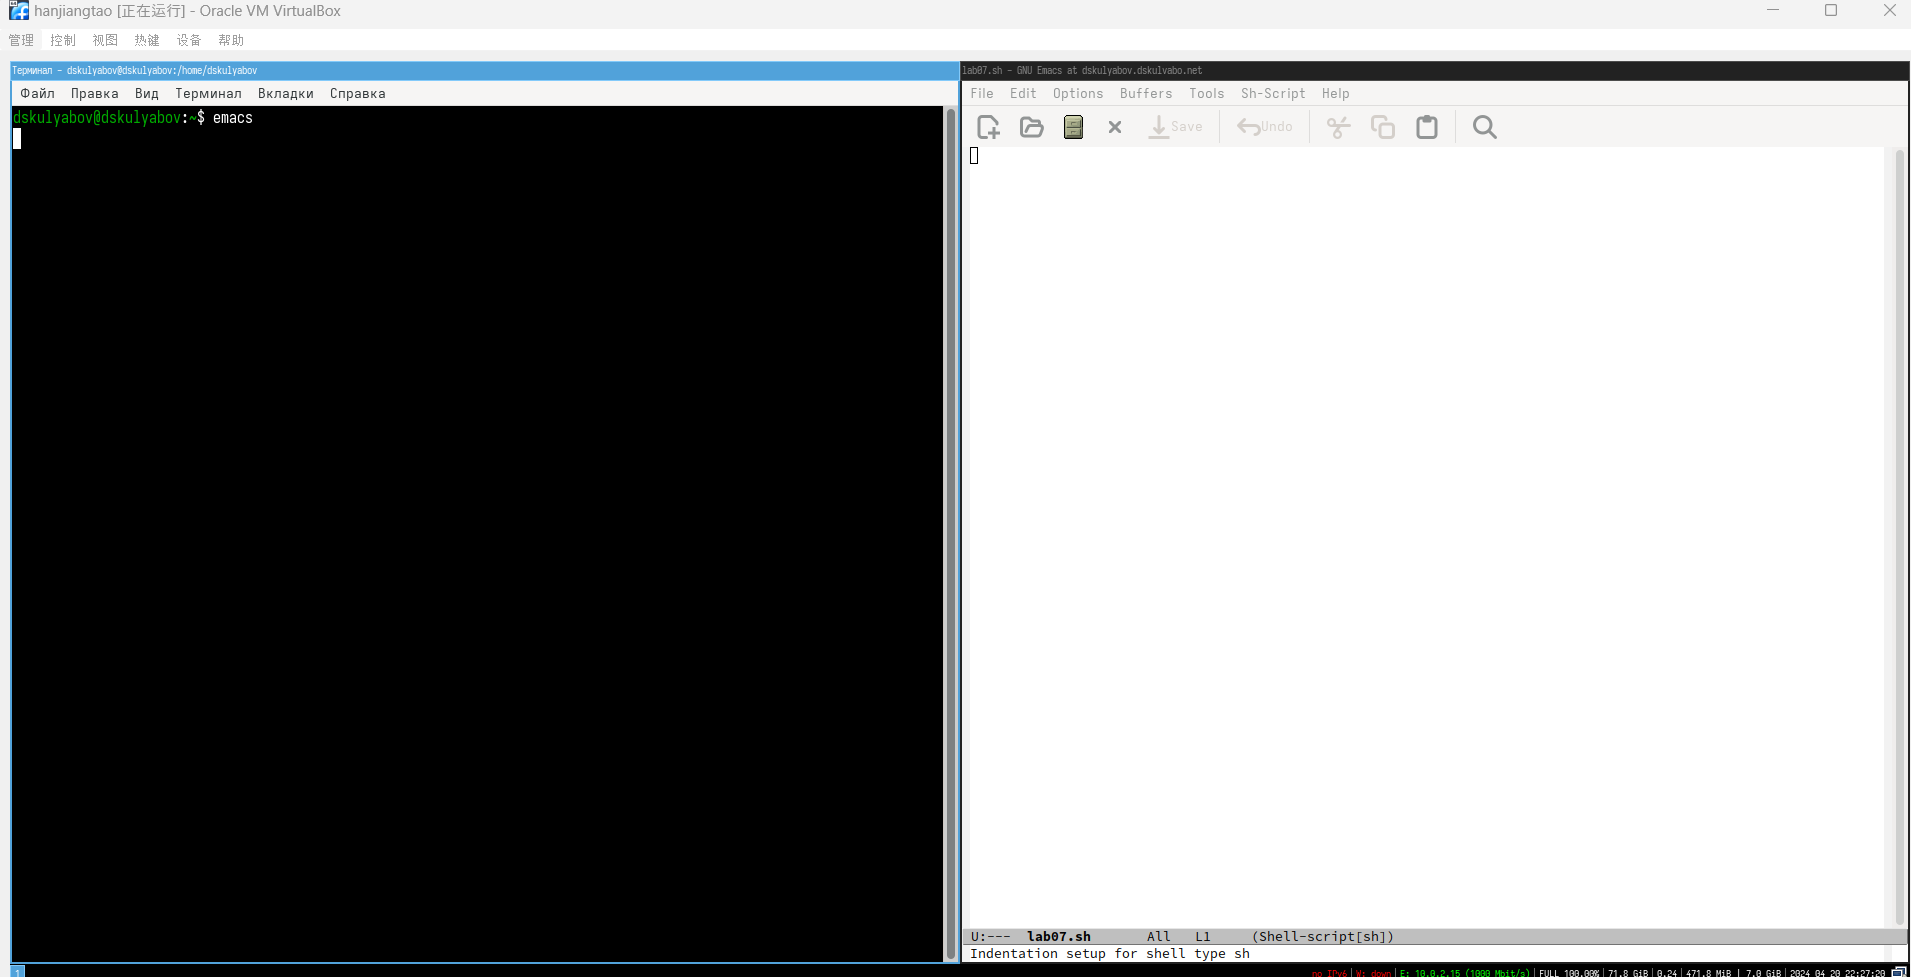 hanjiangtao [正在运行] - Oracle VM VirtualBox
管理 控制 视图 热键 设备 帮助
Терминал - dskulyabov@dskulyabov:/home/dskulyabov
Файл Правка Вид Терминал Вкладки Справка
dskulyabov@dskulyabov:~$ emacs
lab07.sh - GNU Emacs at dskulyabov.dskulvabo.net
File Edit Options Buffers Tools Sh-Script Help
Save Undo
U:--- lab07.sh All L1 (Shell-script[sh])
Indentation setup for shell type sh
1 no IPv6 | W: down | E: 10.0.2.15 (1000 Mbit/s) | FULL 100.00% | 71.8 GiB | 0.24 | 471.8 MiB | 7.0 GiB | 2024-04-20 22:27:20